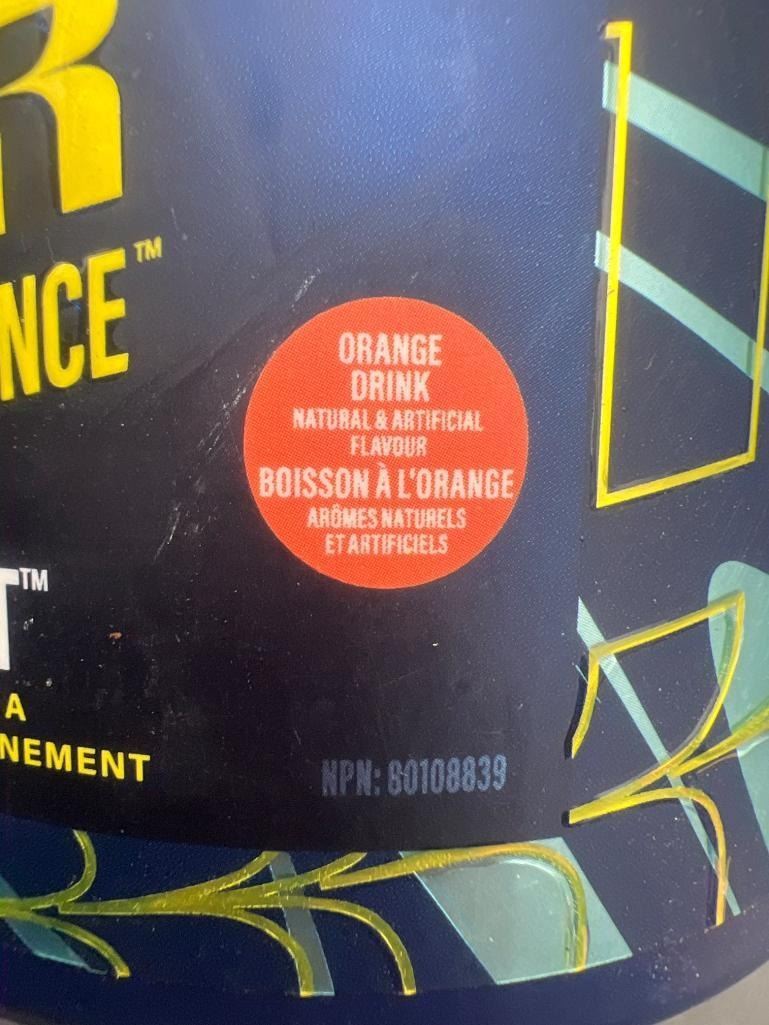 R
NCE™
ORANGE
DRINK
NATURAL & ARTIFICIAL
FLAVOUR
BOISSON À L'ORANGE
ARÔMES NATURELS
ET ARTIFICIELS
T™
A
NEMENT
NPN: 80108839